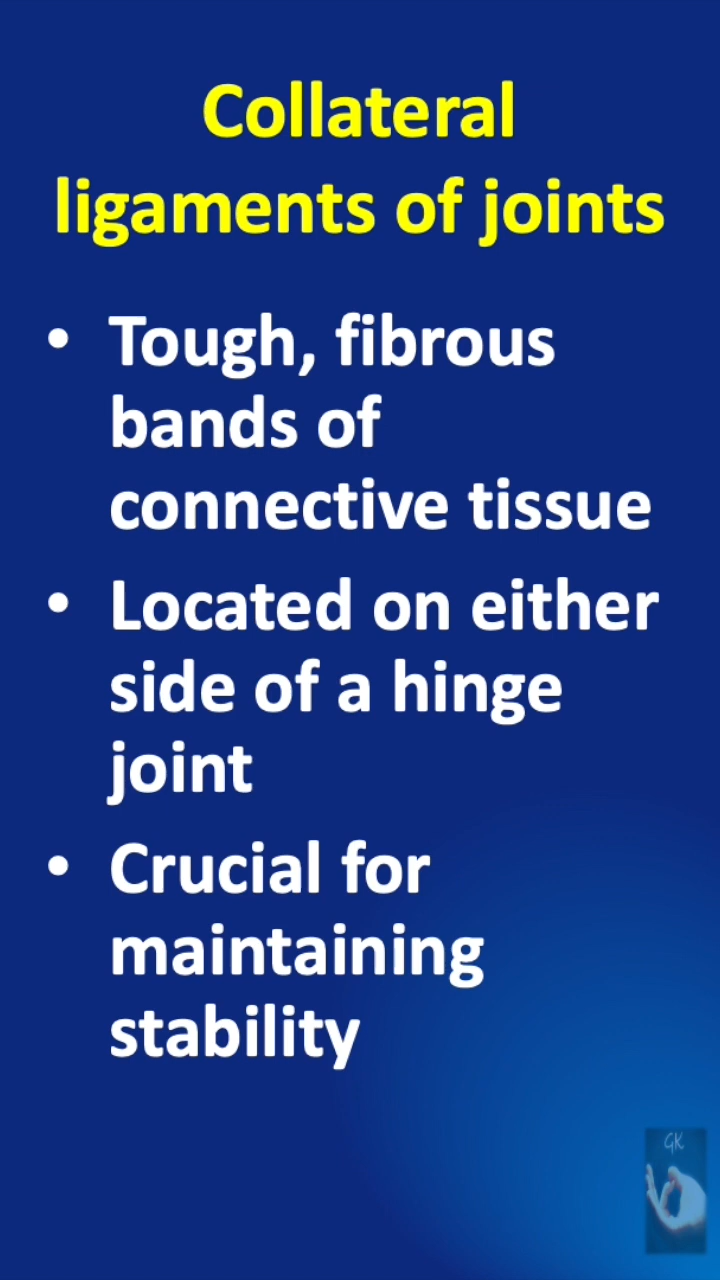 Collateral
ligaments of joints
• Tough, fibrous
bands of
connective tissue
• Located on either
side of a hinge
joint
• Crucial for
maintaining
stability
GK